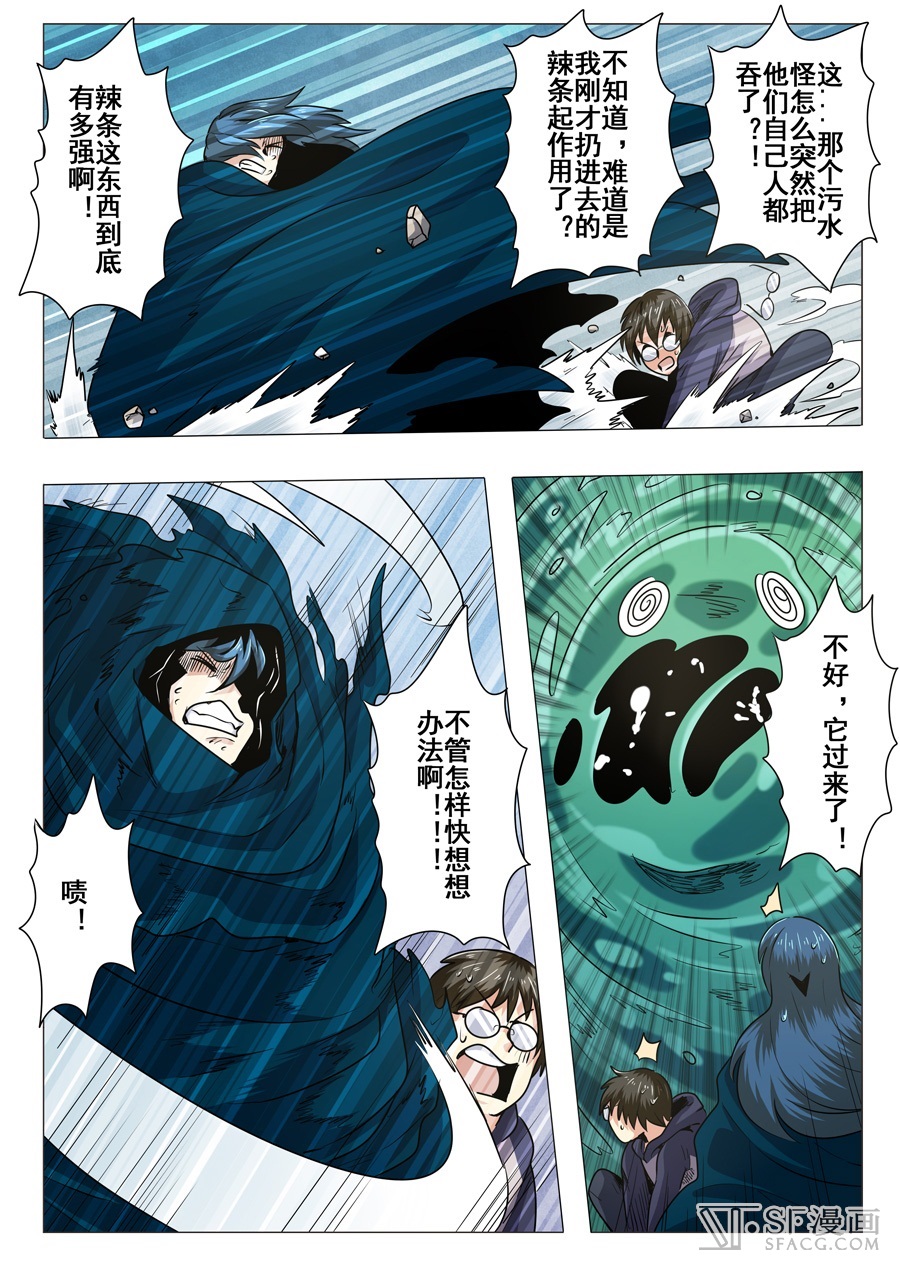 这：那个污水
怪怎么突然把
他们自己人都
吞了？！
不知道，难道是
我刚才扔进去的
辣条起作用了？
辣条这东西到底
有多强啊！
不好，它过来了！
不管怎样快想想
办法啊！！！
啧！
SF漫画
SFACG.COM